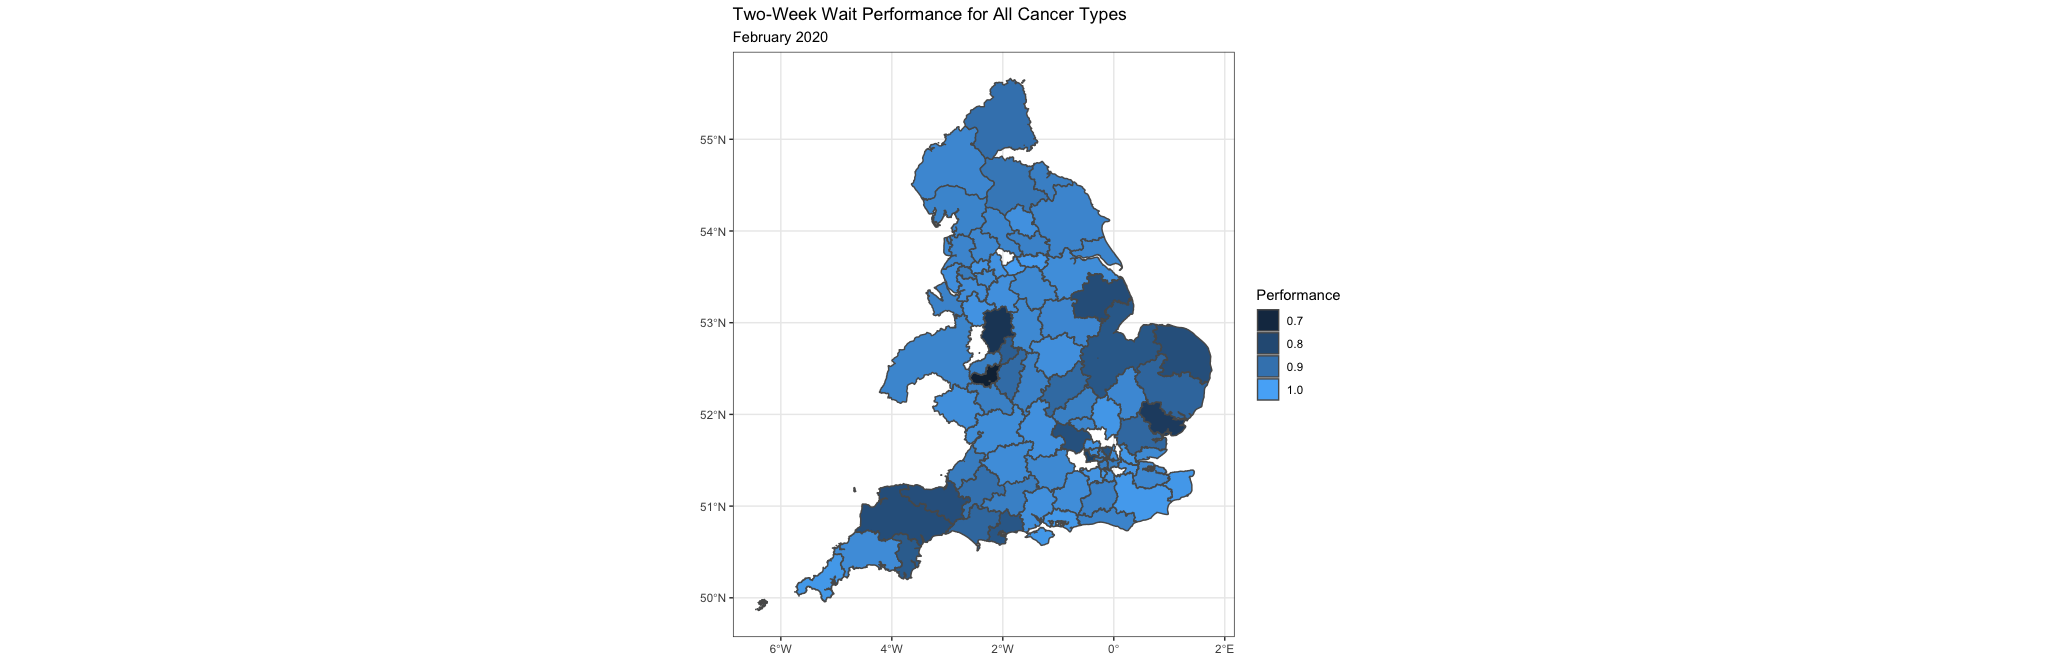 Two-Week Wait Performance for All Cancer Types
February 2020
55°N
54°N
53°N
52°N
51°N
50°N
6°W
4°W
2°W
0°
2°E
Performance
0.7
0.8
0.9
1.0